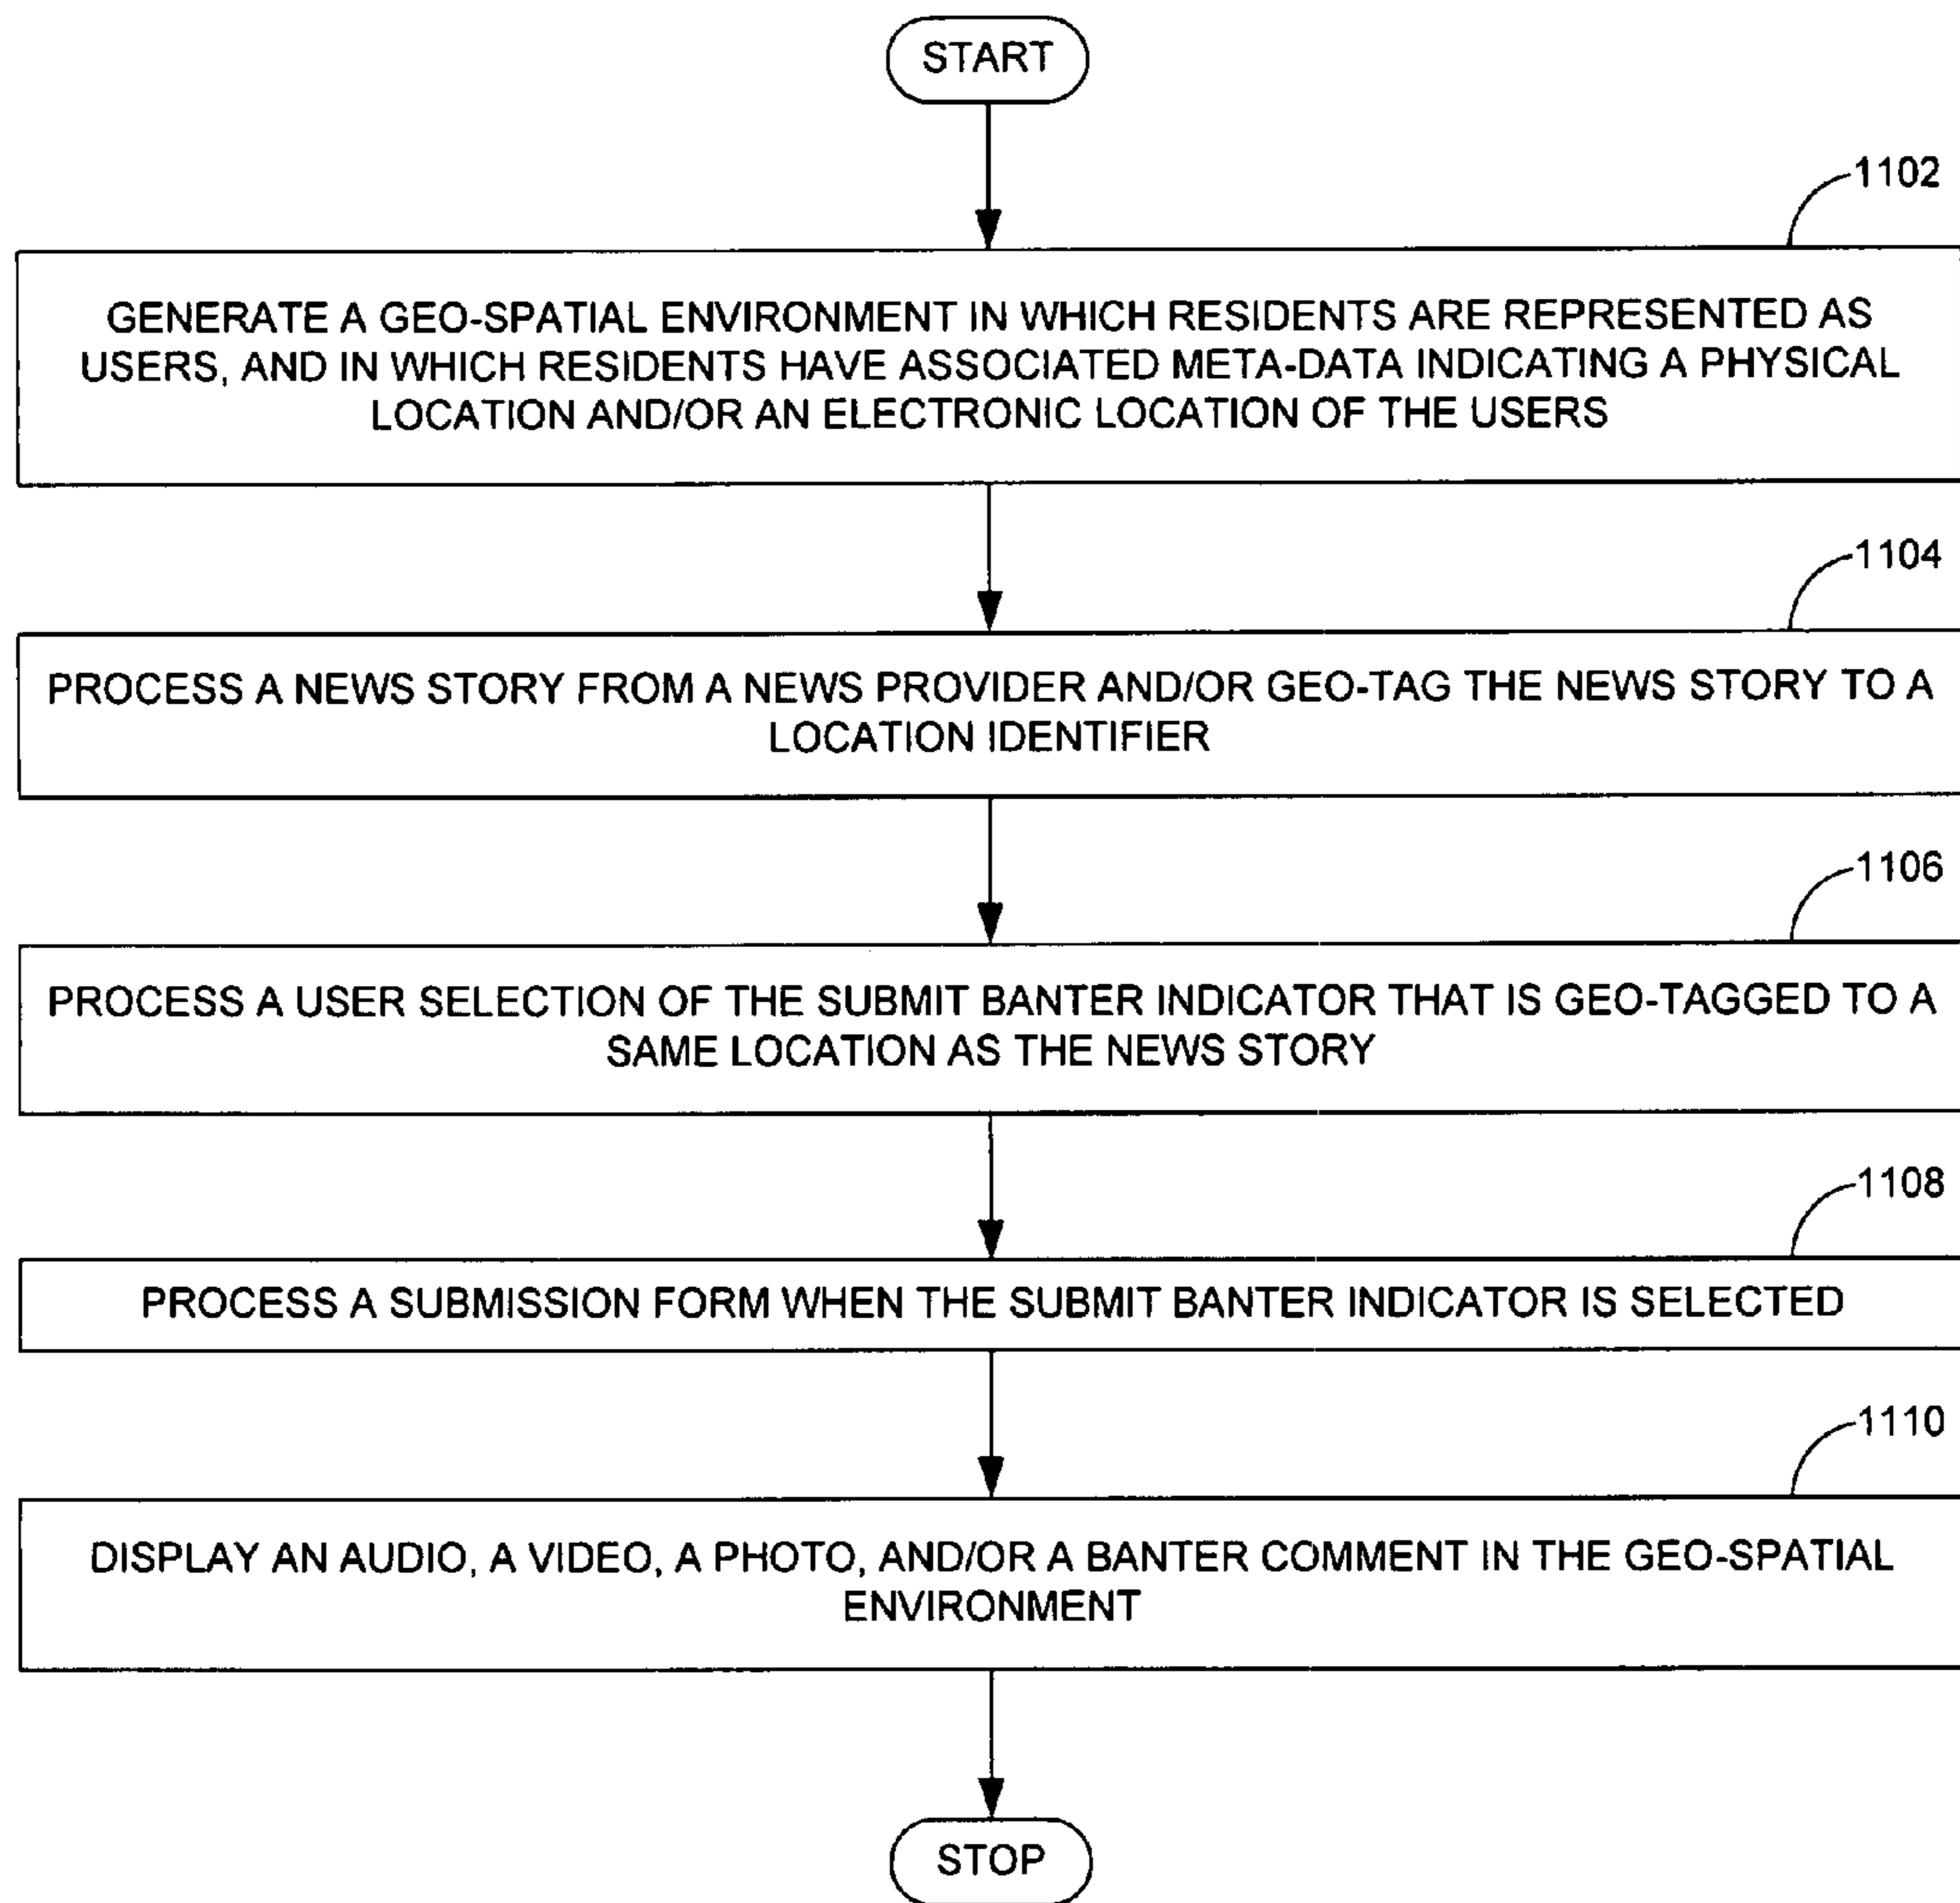 START
1102
GENERATE A GEO-SPATIAL ENVIRONMENT IN WHICH RESIDENTS ARE REPRESENTED AS
USERS, AND IN WHICH RESIDENTS HAVE ASSOCIATED META-DATA INDICATING A PHYSICAL
LOCATION AND/OR AN ELECTRONIC LOCATION OF THE USERS
1104
PROCESS A NEWS STORY FROM A NEWS PROVIDER AND/OR GEO-TAG THE NEWS STORY TO A
LOCATION IDENTIFIER
1106
PROCESS A USER SELECTION OF THE SUBMIT BANTER INDICATOR THAT IS GEO-TAGGED TO A
SAME LOCATION AS THE NEWS STORY
1108
PROCESS A SUBMISSION FORM WHEN THE SUBMIT BANTER INDICATOR IS SELECTED
1110
DISPLAY AN AUDIO, A VIDEO, A PHOTO, AND/OR A BANTER COMMENT IN THE GEO-SPATIAL
ENVIRONMENT
STOP